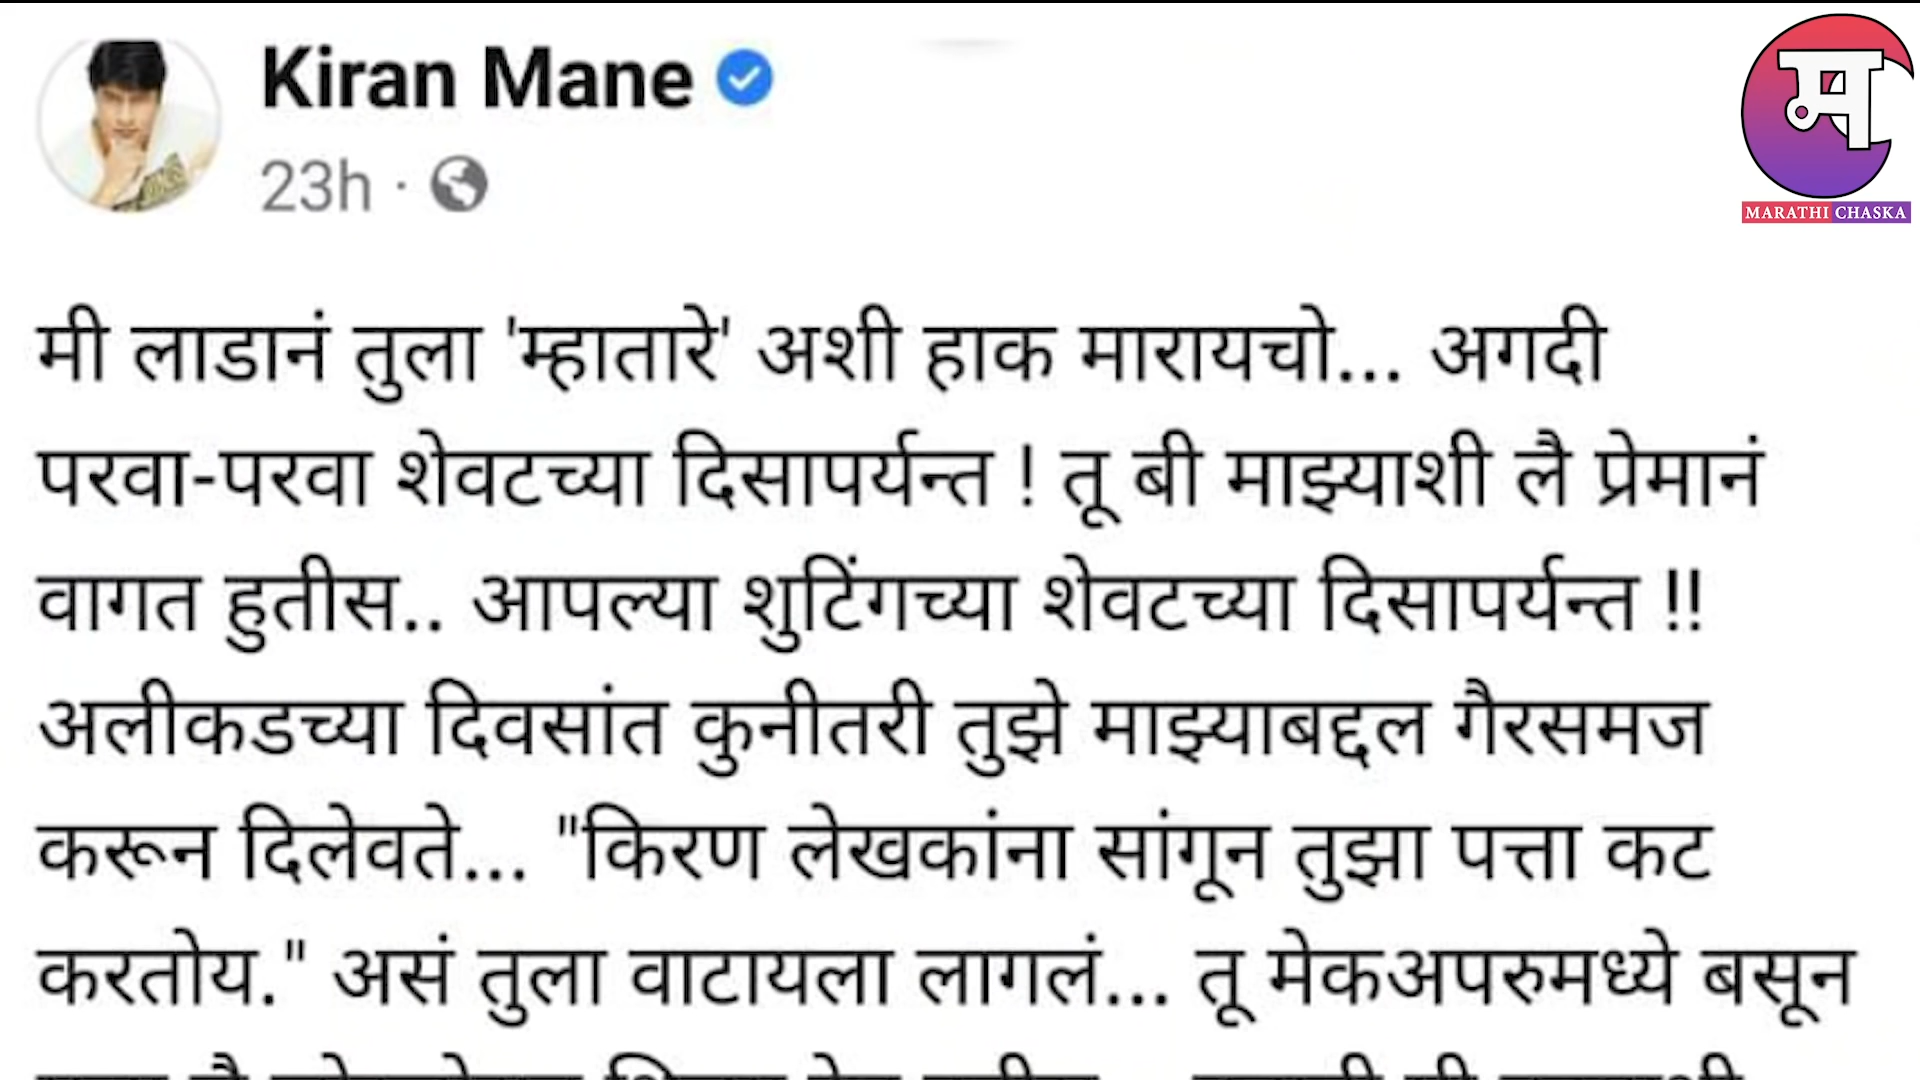 Kiran Mane
23h ·
म
MARATHI CHASKA
मी लाडानं तुला 'म्हातारे' अशी हाक मारायचो... अगदी
परवा-परवा शेवटच्या दिसापर्यन्त ! तू बी माझ्याशी लै प्रेमानं
वागत हुतीस.. आपल्या शुटिंगच्या शेवटच्या दिसापर्यन्त !!
अलीकडच्या दिवसांत कुनीतरी तुझे माझ्याबद्दल गैरसमज
करून दिलेवते... "किरण लेखकांना सांगून तुझा पत्ता कट
करतोय." असं तुला वाटायला लागलं... तू मेकअपरुममध्ये बसून